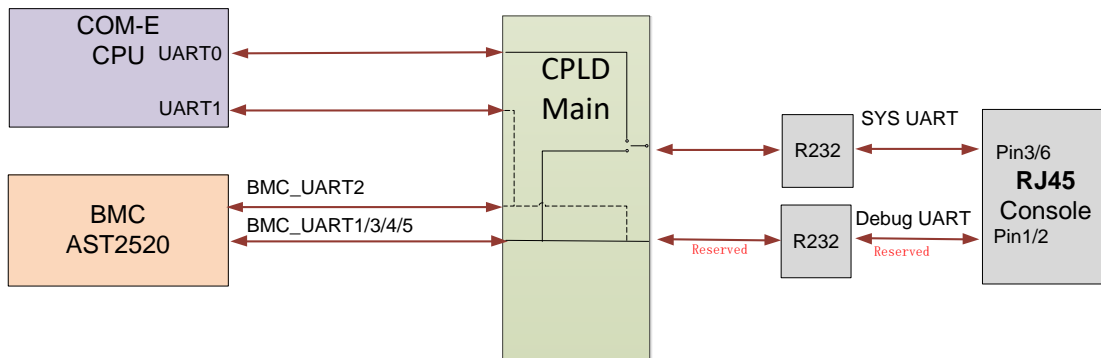 COM-E
CPU
UART0
UART1
CPLD
Main
BMC
AST2520
BMC_UART2
BMC_UART1/3/4/5
R232
SYS UART
R232
Debug UART
Reserved
Reserved
Pin3/6
RJ45
Console
Pin1/2